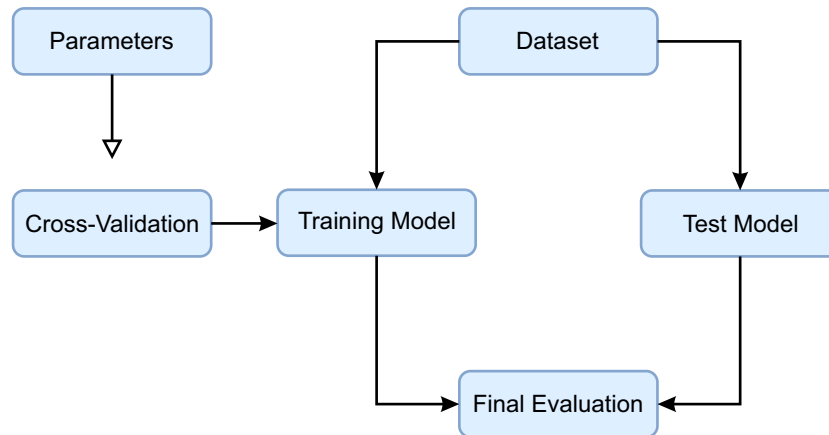 Parameters
Dataset
Cross-Validation
Training Model
Test Model
Final Evaluation